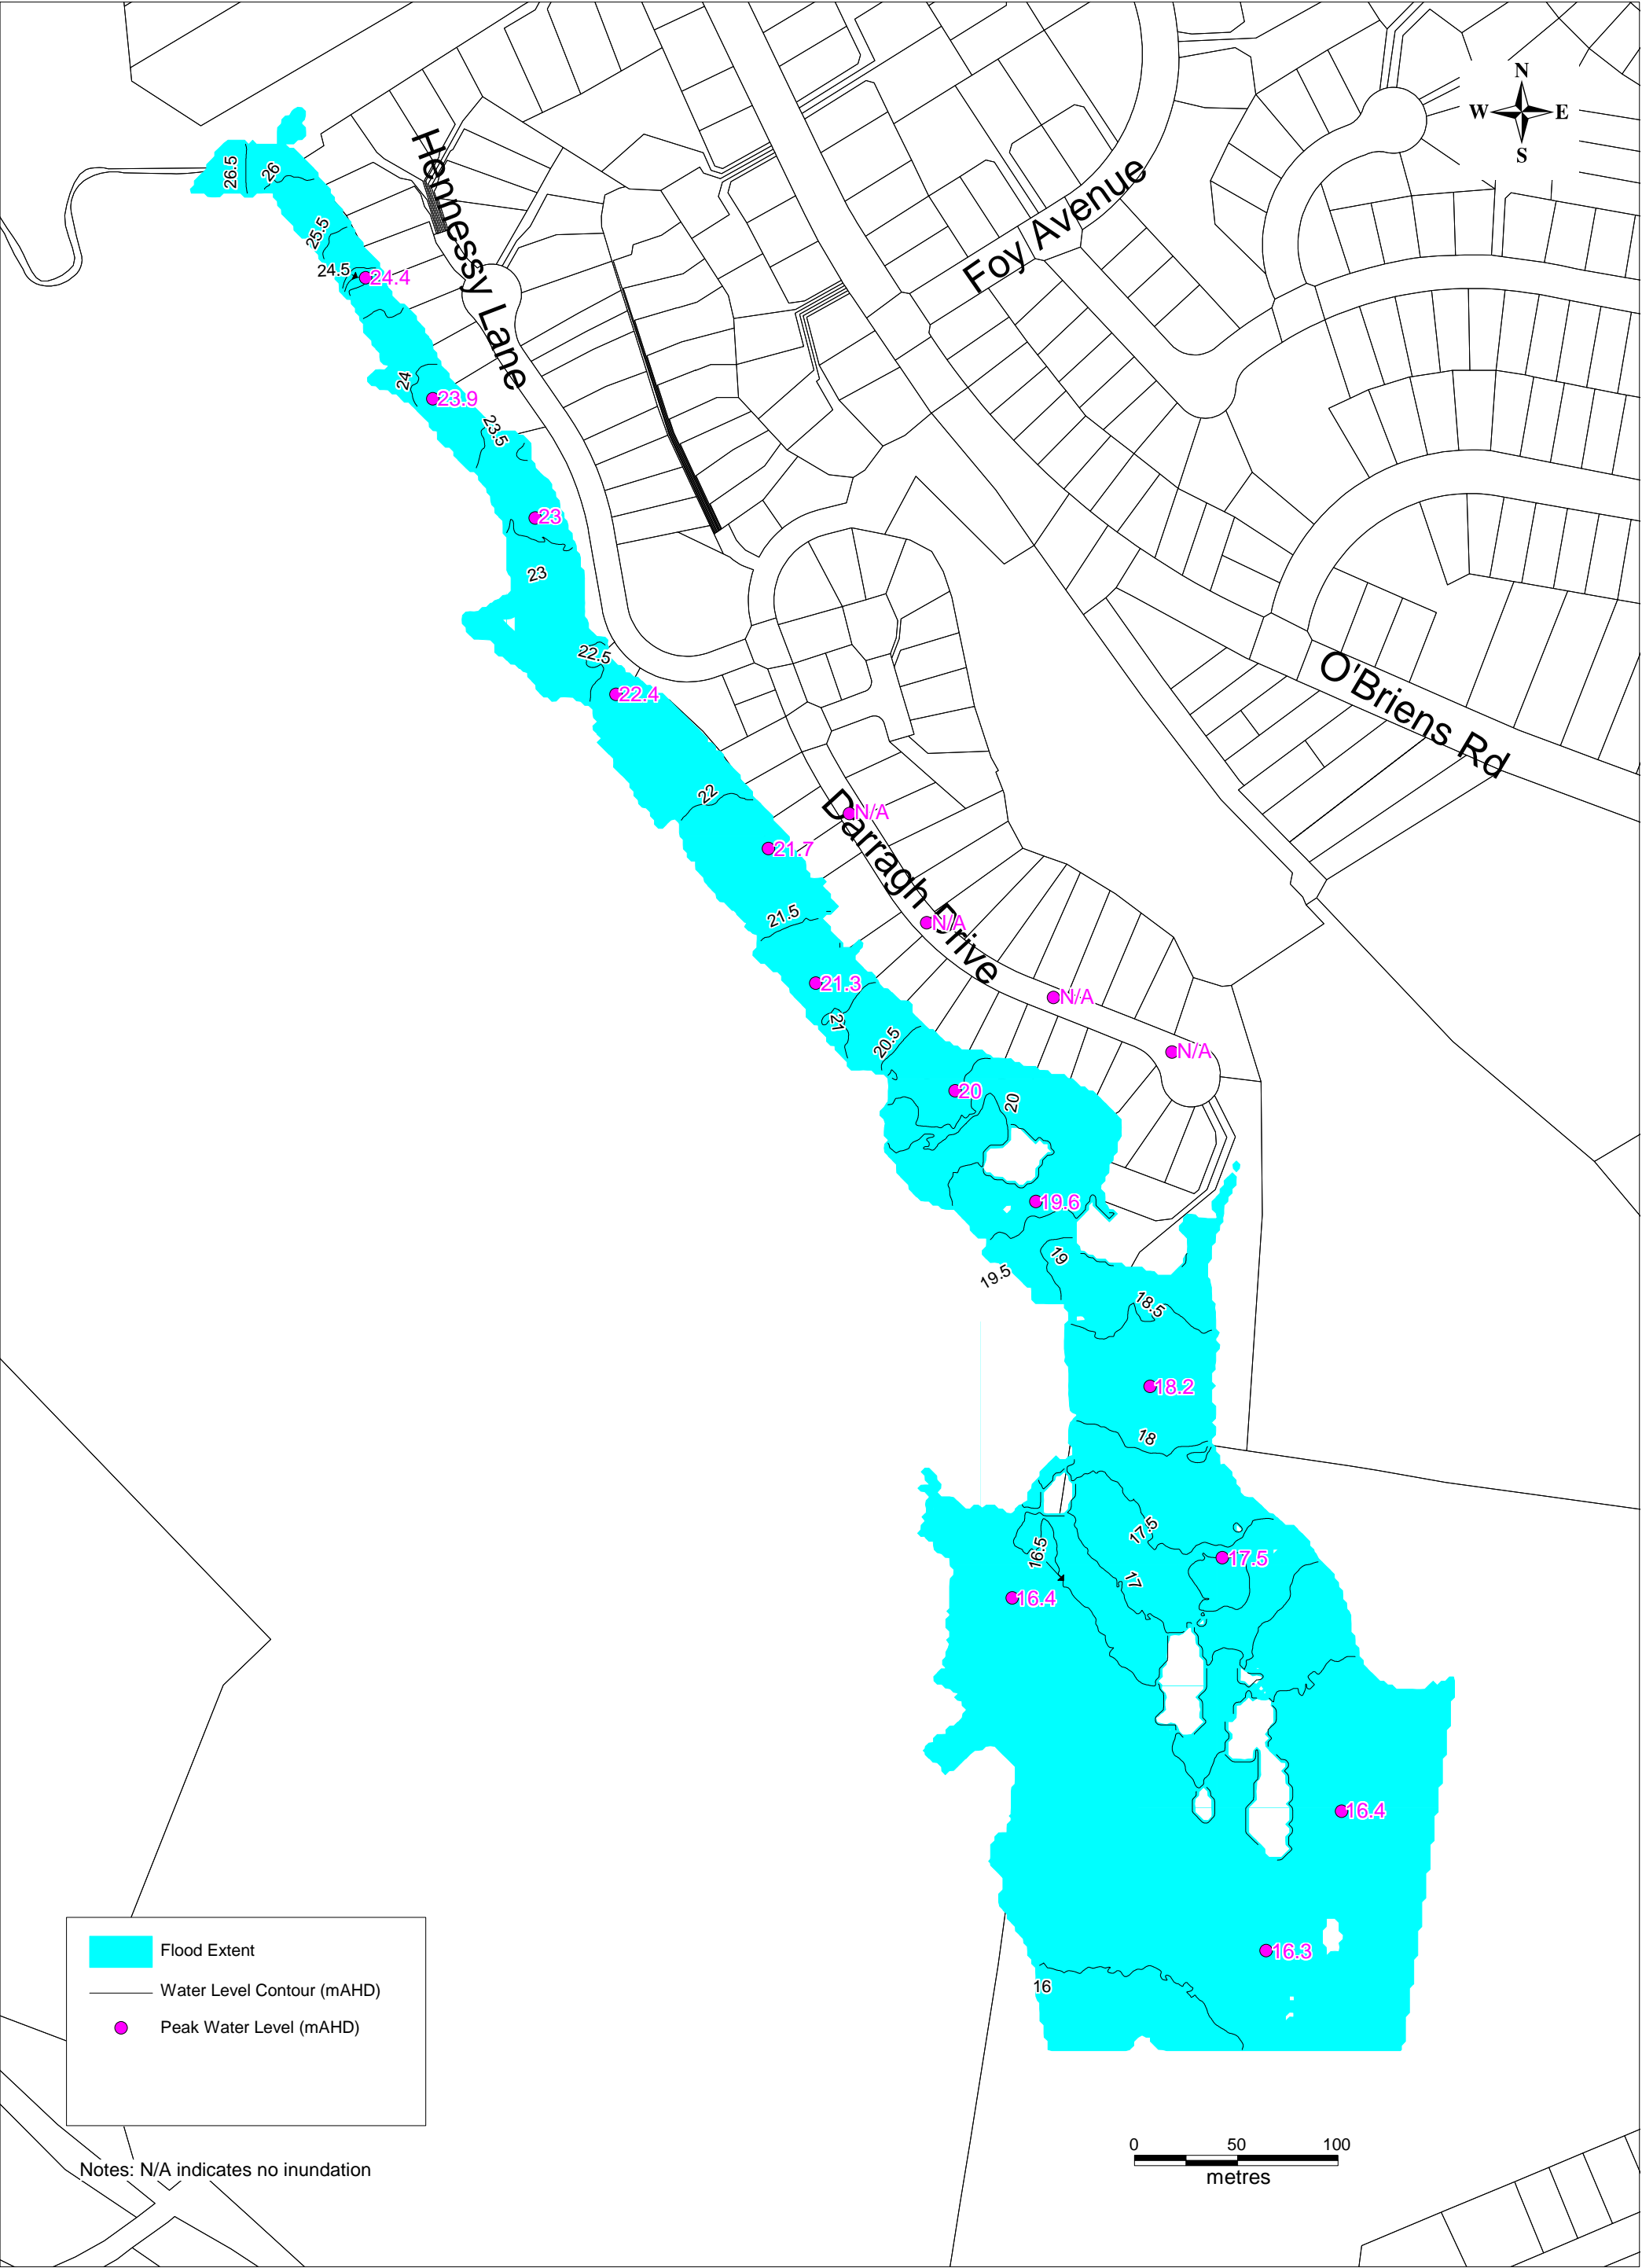 N
W E
S
Hennessy Lane
Foy Avenue
26.5
26
25.5
24.5
24.4
24
23.9
23.5
23
23
22.5
22.4
O'Briens Rd
22
N/A
21.7
Darragh Drive
21.5
N/A
21.3
N/A
21
20.5
N/A
20
20
19.6
19
19.5
18.5
18.2
18
17.5
16.5
17.5
17
16.4
16.4
16.3
16
Flood Extent
Water Level Contour (mAHD)
Peak Water Level (mAHD)
Notes: N/A indicates no inundation
0 50 100
metres